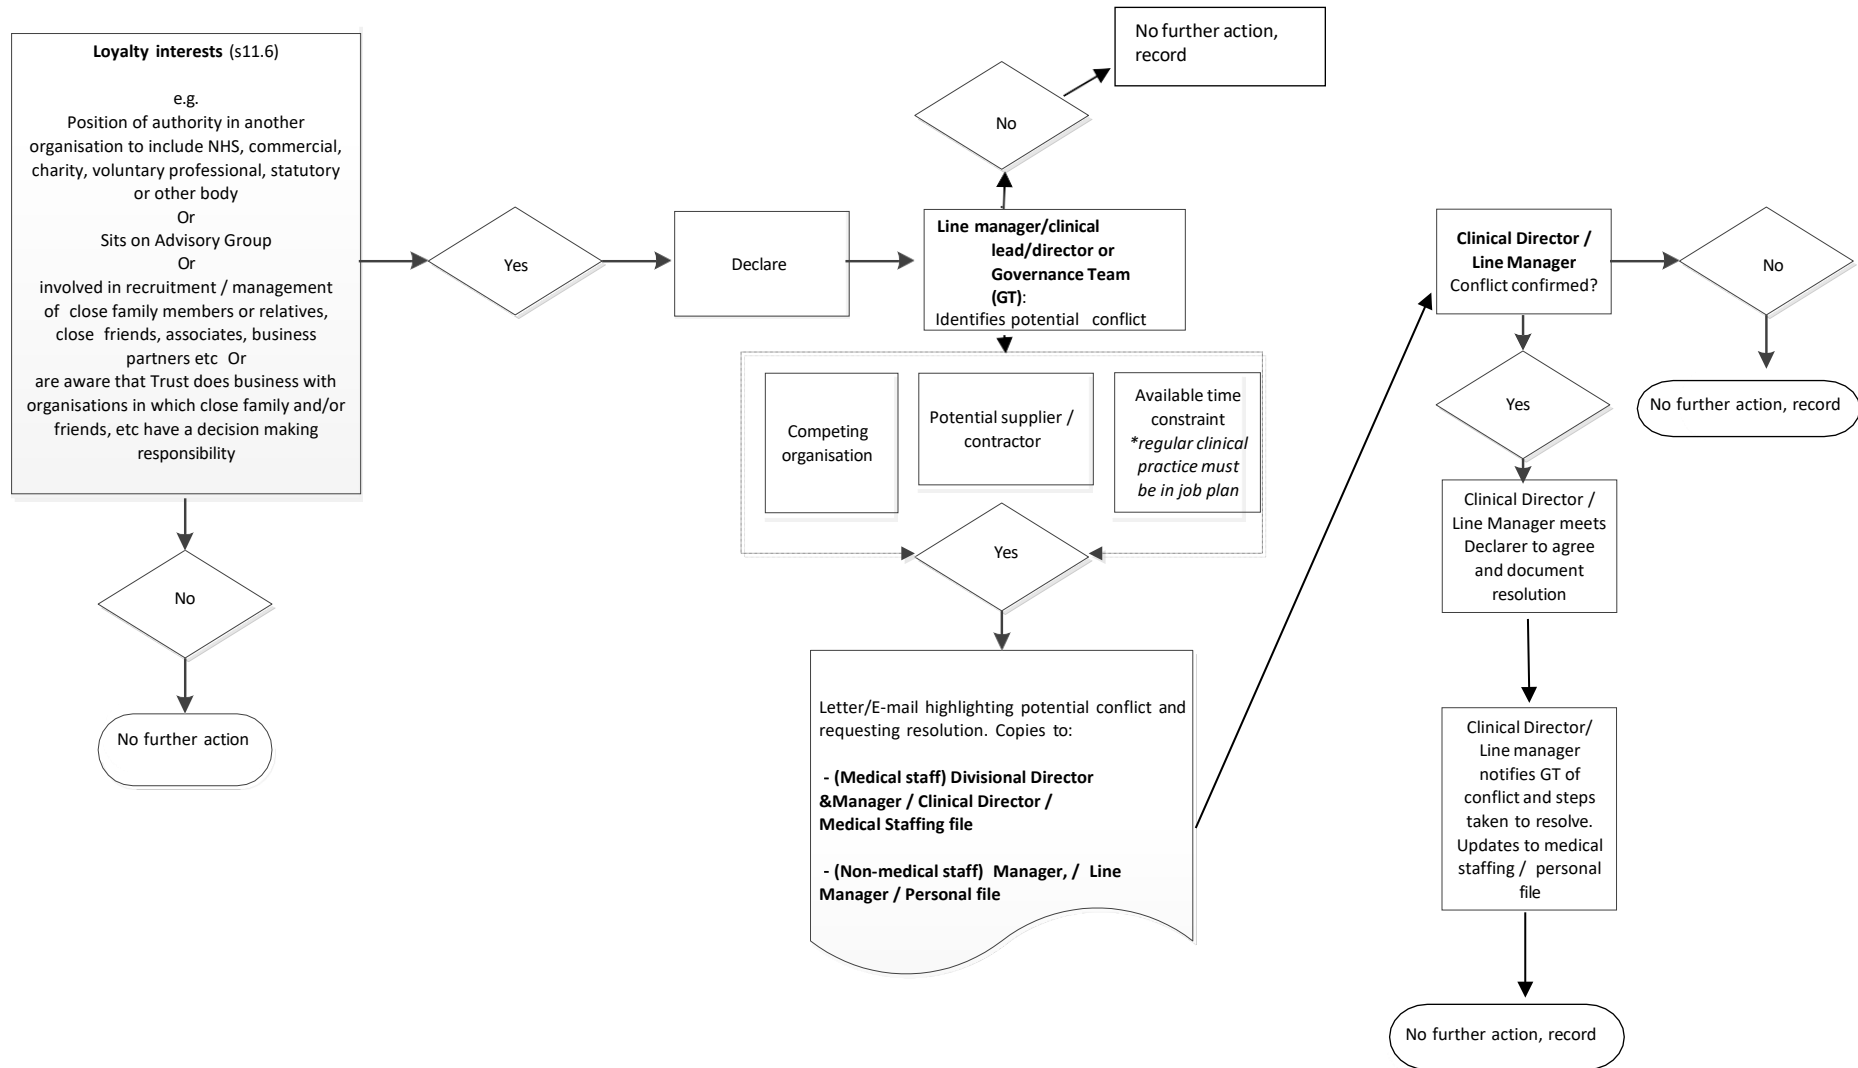 Loyalty interests (s11.6)
e.g.
Position of authority in another
organisation to include NHS, commercial,
charity, voluntary professional, statutory
or other body
Or
Sits on Advisory Group
Or
involved in recruitment / management
of close family members or relatives,
close friends, associates, business
partners etc Or
are aware that Trust does business with
organisations in which close family and/or
friends, etc have a decision making
responsibility
No
No further action
Yes
Declare
Line manager/clinical
lead/director or
Governance Team
(GT):
Identifies potential conflict
No
No further action,
record
Competing
organisation
Potential supplier /
contractor
Available time
constraint
*regular clinical
practice must
be in job plan
Yes
Letter/E-mail highlighting potential conflict and
requesting resolution. Copies to:
- (Medical staff) Divisional Director
&Manager / Clinical Director /
Medical Staffing file
- (Non-medical staff) Manager, / Line
Manager / Personal file
Clinical Director /
Line Manager
Conflict confirmed?
No
No further action, record
Yes
Clinical Director /
Line Manager meets
Declarer to agree
and document
resolution
Clinical Director/
Line manager
notifies GT of
conflict and steps
taken to resolve.
Updates to medical
staffing / personal
file
No further action, record